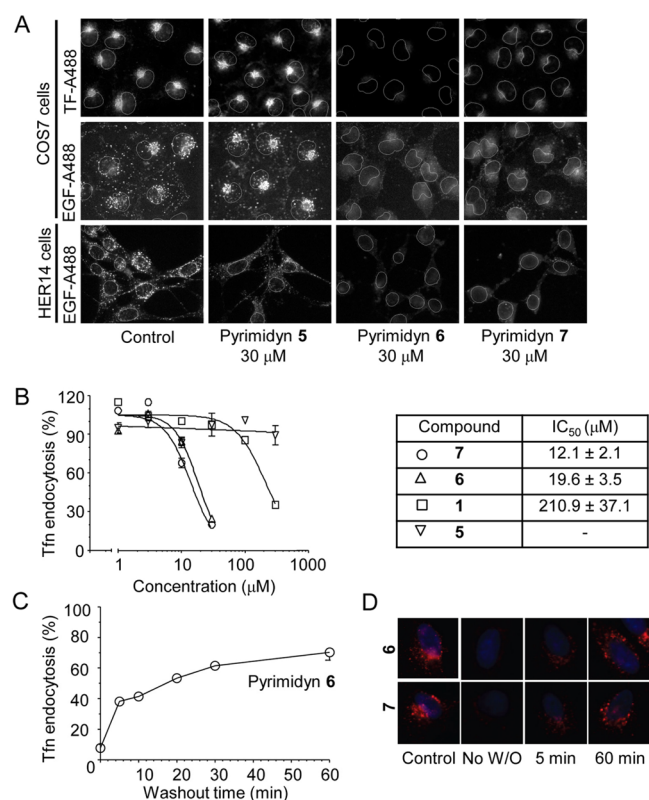 A
COS7 cells
TF-A488
EGF-A488
HER14 cells
EGF-A488
Control
Pyrimidyn 5
30 µM
Pyrimidyn 6
30 µM
Pyrimidyn 7
30 µM
B
Tfn endocytosis (%)
120
90
60
30
0
1
10
100
1000
Concentration (µM)
Compound IC50 (µM)
7 12.1 ± 2.1
6 19.6 ± 3.5
1 210.9 ± 37.1
5 -
C
Tfn endocytosis (%)
100
80
60
40
20
0
0 10 20 30 40 50 60
Washout time (min)
Pyrimidyn 6
D
6
7
Control No W/O 5 min 60 min